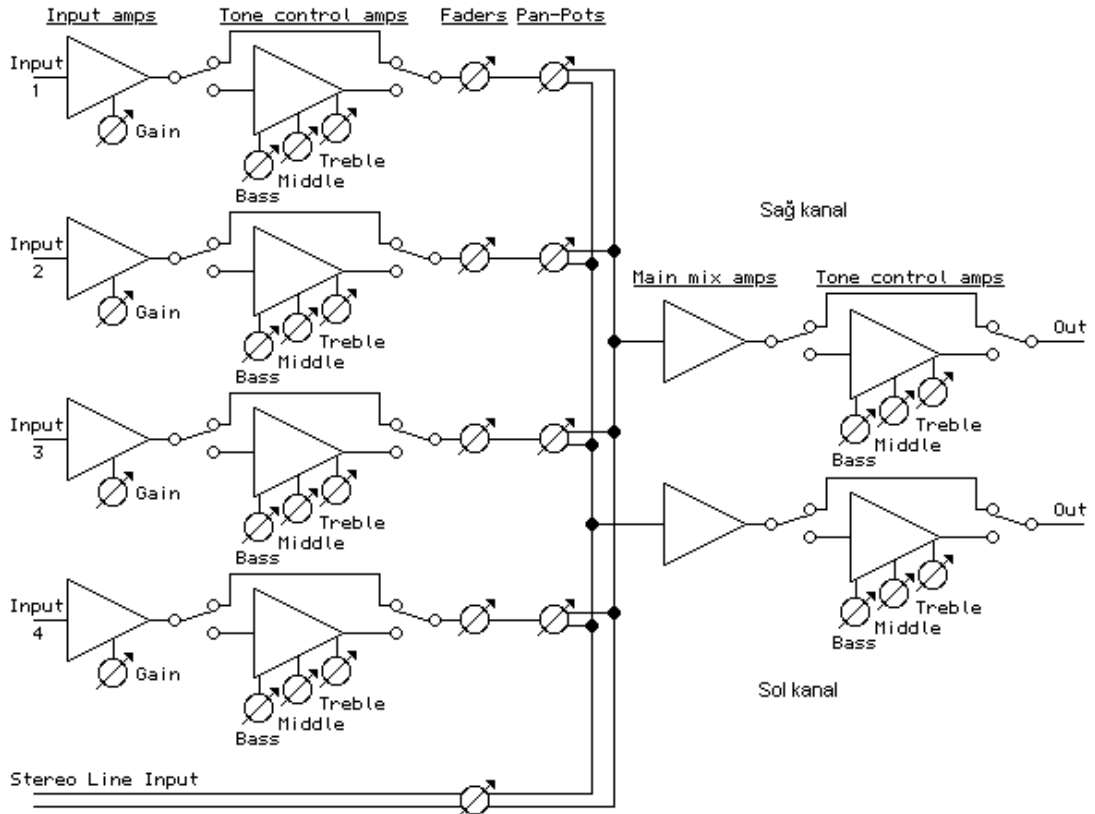 Input amps
Tone control amps
Faders
Pan-Pots
Input
1
Gain
Treble
Middle
Bass
Sağ kanal
Input
2
Gain
Treble
Middle
Bass
Main mix amps
Tone control amps
Out
Treble
Middle
Bass
Input
3
Gain
Treble
Middle
Bass
Out
Treble
Middle
Bass
Input
4
Gain
Treble
Middle
Bass
Sol kanal
Stereo Line Input